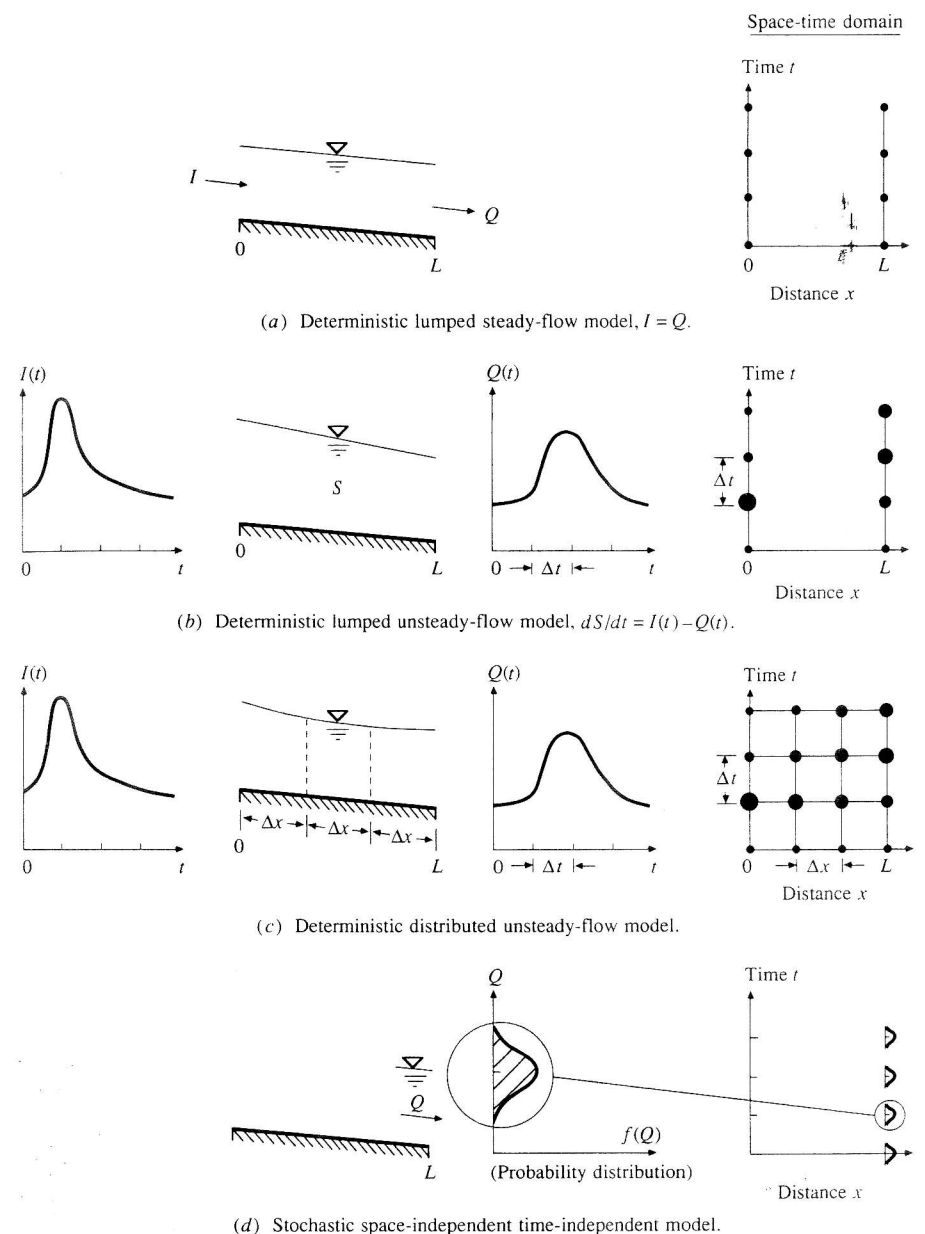 Space-time domain
Time t
I
Q
0
L
0
L
Distance x
(a) Deterministic lumped steady-flow model, I = Q.
I(t)
Q(t)
Time t
S
Δt
0
t
0
L
0
Δt
t
0
L
Distance x
(b) Deterministic lumped unsteady-flow model, dS/dt = I(t) – Q(t).
I(t)
Q(t)
Time t
Δt
Δx
Δx
Δx
0
t
0
L
0
Δt
t
0
Δx
L
Distance x
(c) Deterministic distributed unsteady-flow model.
Q
Time t
Q
f(Q)
L
(Probability distribution)
Distance x
(d) Stochastic space-independent time-independent model.